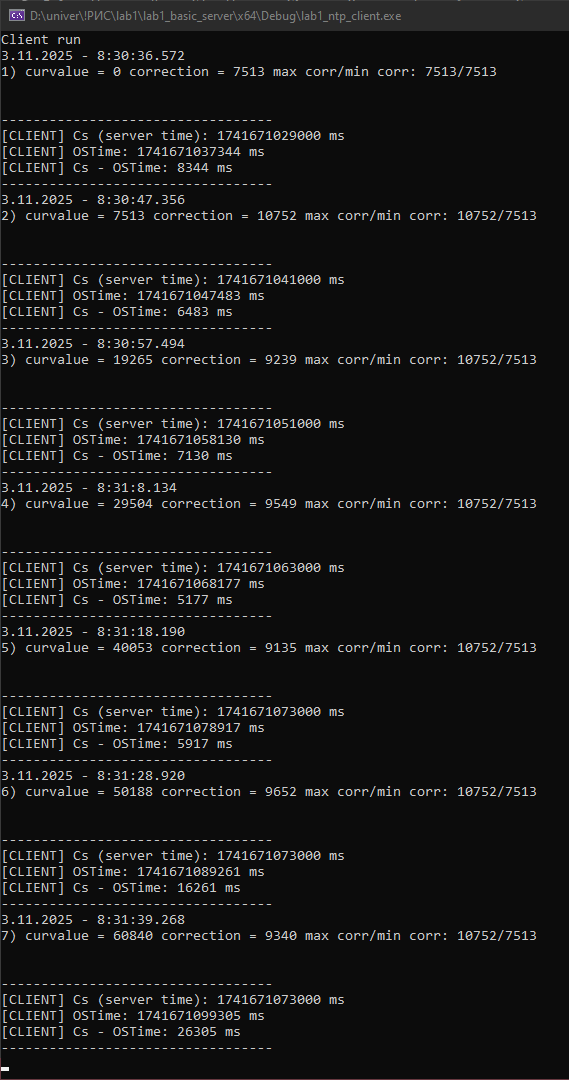 D:\univer\!РИС\lab1\lab1_basic_server\x64\Debug\lab1_ntp_client.exe
Client run
3.11.2025 - 8:30:36.572
1) curvalue = 0 correction = 7513 max corr/min corr: 7513/7513
----------------------------------
[CLIENT] Cs (server time): 1741671029000 ms
[CLIENT] OSTime: 1741671037344 ms
[CLIENT] Cs - OSTime: 8344 ms
----------------------------------
3.11.2025 - 8:30:47.356
2) curvalue = 7513 correction = 10752 max corr/min corr: 10752/7513
----------------------------------
[CLIENT] Cs (server time): 1741671041000 ms
[CLIENT] OSTime: 1741671047483 ms
[CLIENT] Cs - OSTime: 6483 ms
----------------------------------
3.11.2025 - 8:30:57.494
3) curvalue = 19265 correction = 9239 max corr/min corr: 10752/7513
----------------------------------
[CLIENT] Cs (server time): 1741671051000 ms
[CLIENT] OSTime: 1741671058130 ms
[CLIENT] Cs - OSTime: 7130 ms
----------------------------------
3.11.2025 - 8:31:8.134
4) curvalue = 29504 correction = 9549 max corr/min corr: 10752/7513
----------------------------------
[CLIENT] Cs (server time): 1741671063000 ms
[CLIENT] OSTime: 1741671068177 ms
[CLIENT] Cs - OSTime: 5177 ms
----------------------------------
3.11.2025 - 8:31:18.190
5) curvalue = 40053 correction = 9135 max corr/min corr: 10752/7513
----------------------------------
[CLIENT] Cs (server time): 1741671073000 ms
[CLIENT] OSTime: 1741671078917 ms
[CLIENT] Cs - OSTime: 5917 ms
----------------------------------
3.11.2025 - 8:31:28.920
6) curvalue = 50188 correction = 9652 max corr/min corr: 10752/7513
----------------------------------
[CLIENT] Cs (server time): 1741671073000 ms
[CLIENT] OSTime: 1741671089261 ms
[CLIENT] Cs - OSTime: 16261 ms
----------------------------------
3.11.2025 - 8:31:39.268
7) curvalue = 60840 correction = 9340 max corr/min corr: 10752/7513
----------------------------------
[CLIENT] Cs (server time): 1741671073000 ms
[CLIENT] OSTime: 1741671099305 ms
[CLIENT] Cs - OSTime: 26305 ms
----------------------------------